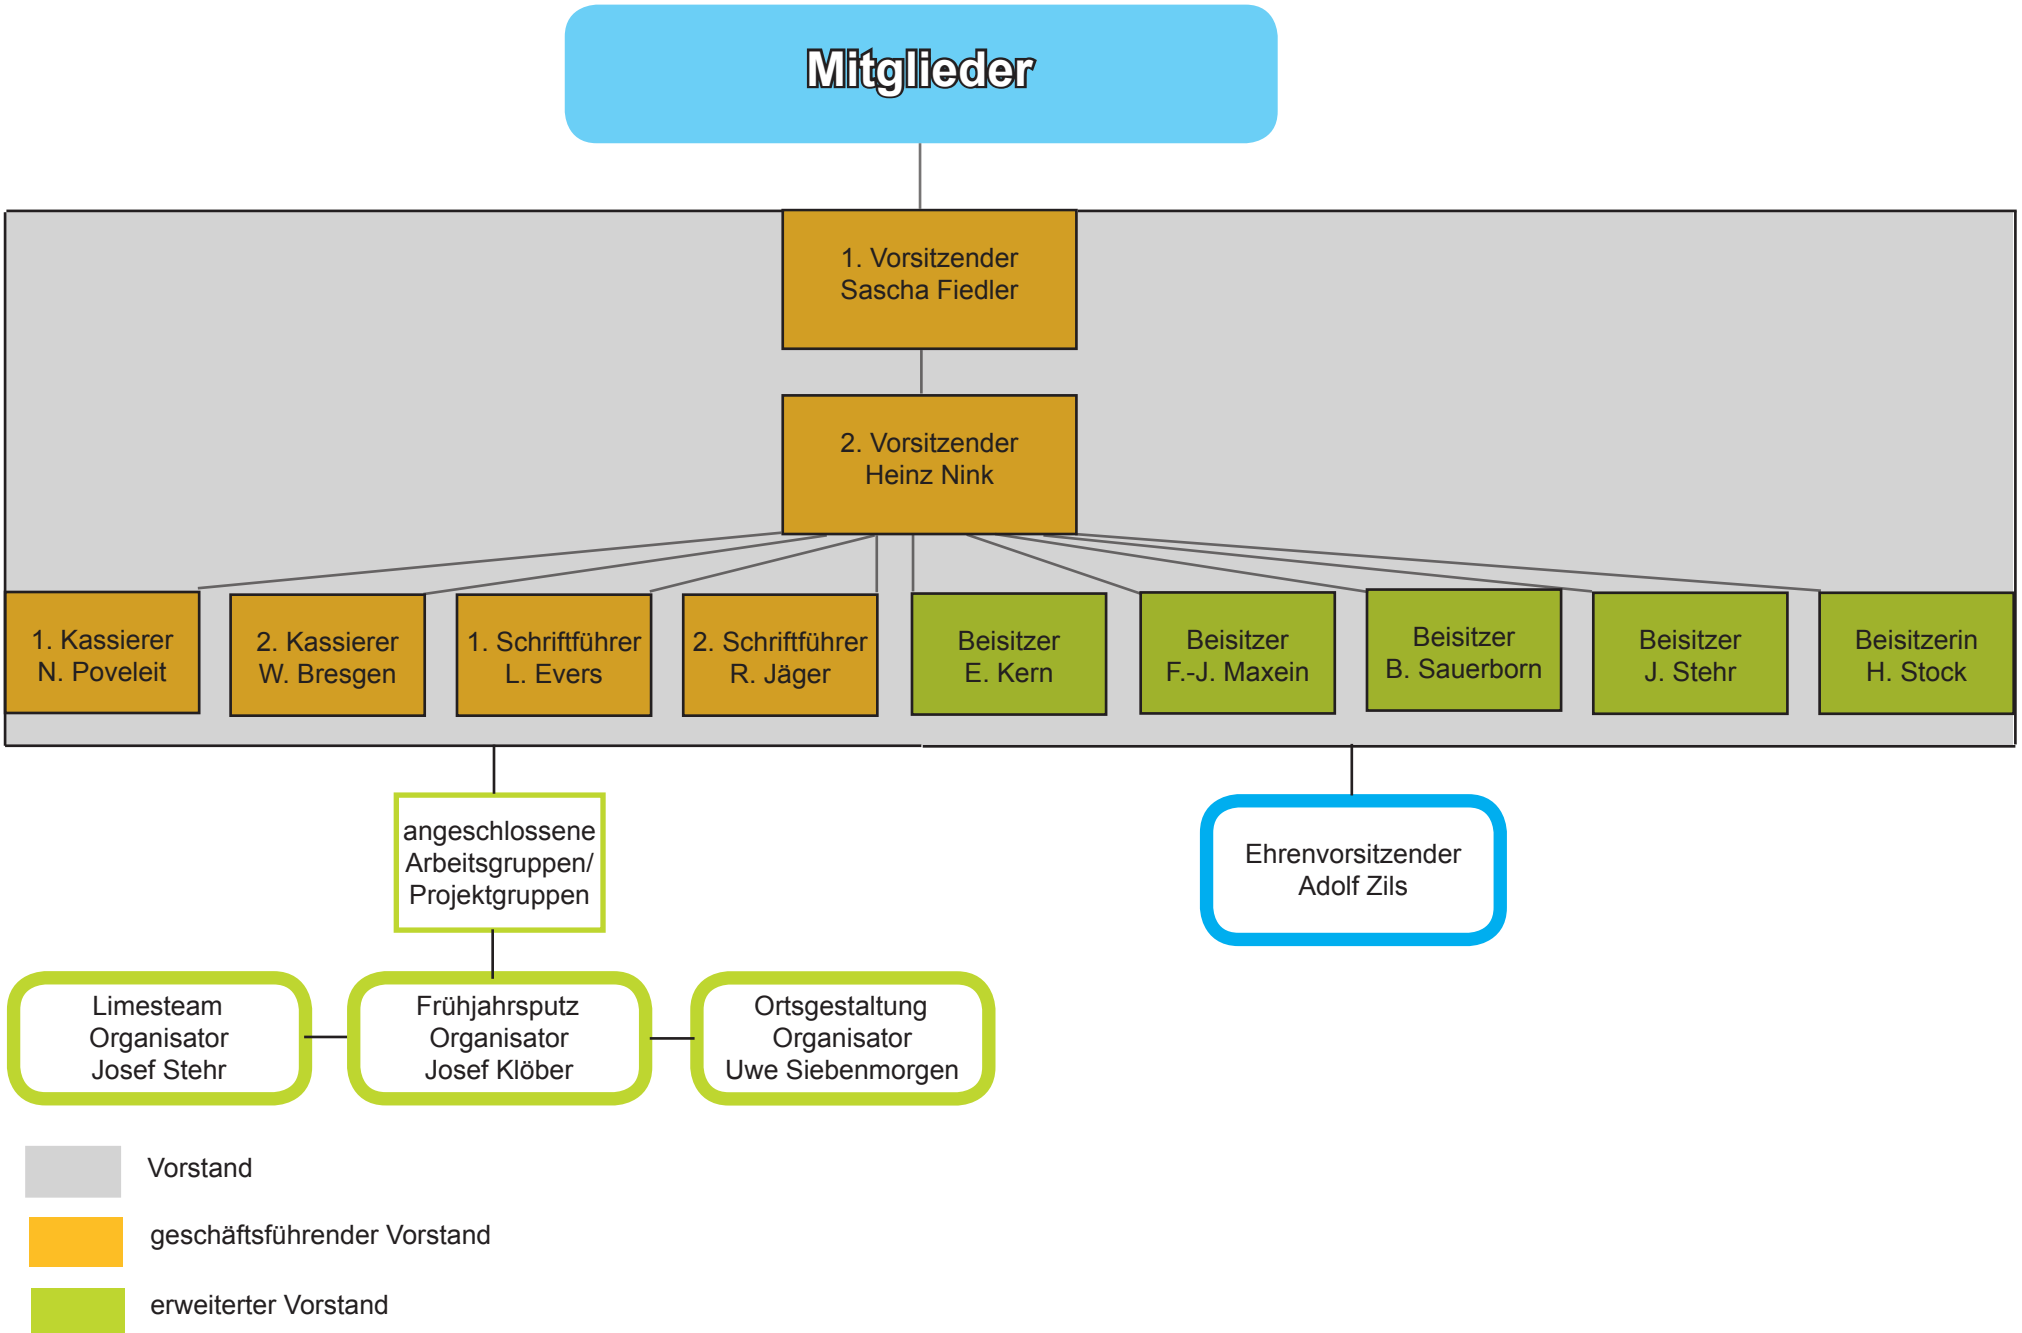 Mitglieder
1. Vorsitzender
Sascha Fiedler
2. Vorsitzender
Heinz Nink
1. Kassierer
N. Poveleit
2. Kassierer
W. Bresgen
1. Schriftführer
L. Evers
2. Schriftführer
R. Jäger
Beisitzer
E. Kern
Beisitzer
F.-J. Maxein
Beisitzer
B. Sauerborn
Beisitzer
J. Stehr
Beisitzerin
H. Stock
angeschlossene
Arbeitsgruppen/
Projektgruppen
Ehrenvorsitzender
Adolf Zils
Limesteam
Organisator
Josef Stehr
Frühjahrsputz
Organisator
Josef Klöber
Ortsgestaltung
Organisator
Uwe Siebenmorgen
Vorstand
geschäftsführender Vorstand
erweiterter Vorstand